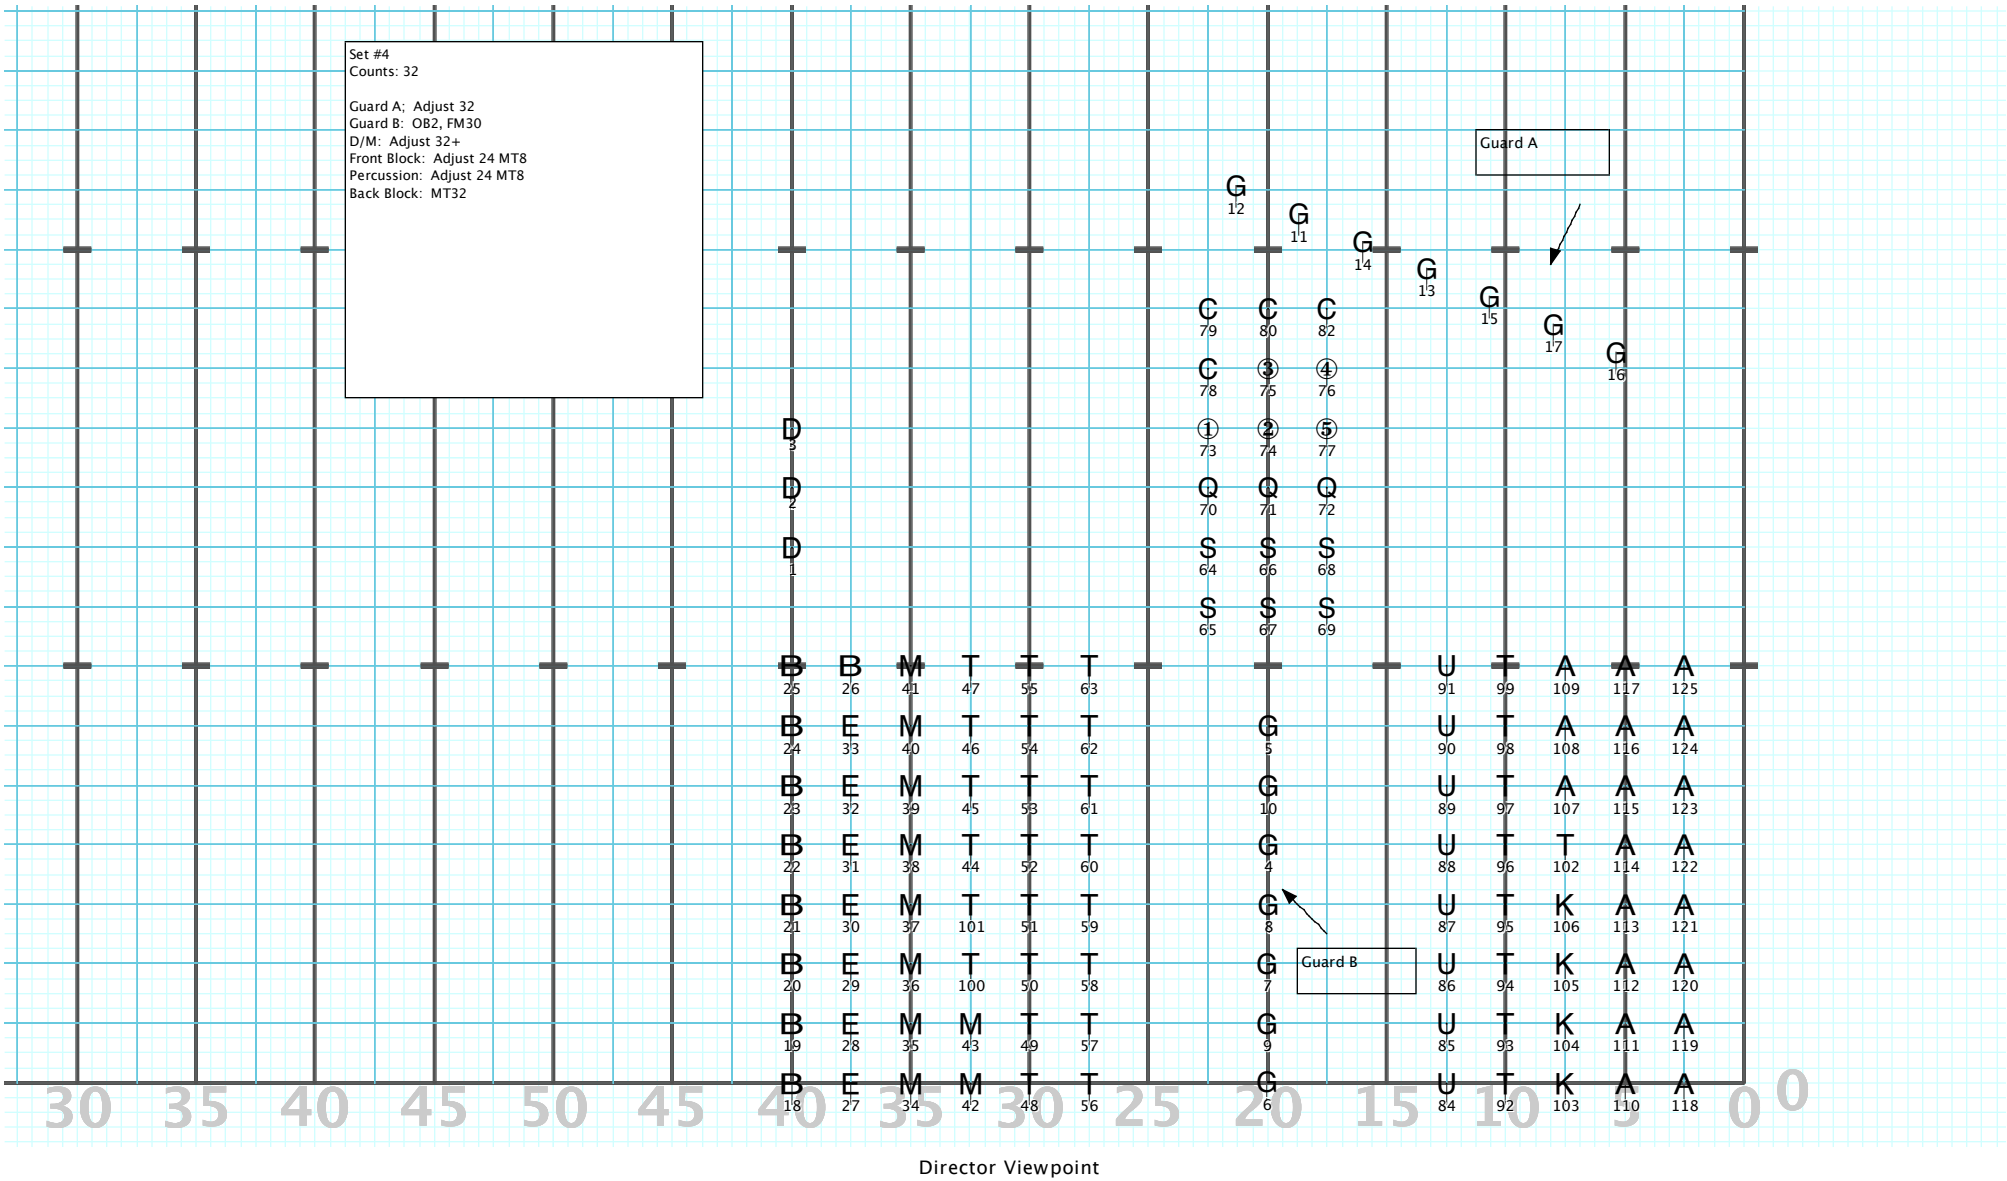 Set #4
Counts: 32
Guard A;  Adjust 32
Guard B:  OB2, FM30
D/M:  Adjust 32+
Front Block:  Adjust 24 MT8
Percussion:  Adjust 24 MT8
Back Block:  MT32
Guard A
G
12
G
11
G
14
G
13
G
15
G
17
G
16
C C C
79 80 82
C 3 4
78 75 76
D 1 2 5
3 73 74 77
D Q Q Q
2 70 71 72
D S S S
1 64 66 68
S S S
65 67 69
B B M T T T U T A A A
25 26 41 47 55 63 91 99 109 117 125
B E M T T T G U T A A A
24 33 40 46 54 62 5 90 98 108 116 124
B E M T T T G U T A A A
23 32 39 45 53 61 10 89 97 107 115 123
B E M T T T G U T T A A
22 31 38 44 52 60 4 88 96 102 114 122
B E M T T T G U T K A A
21 30 37 101 51 59 8 87 95 106 113 121
B E M T T T G Guard B U T K A A
20 29 36 100 50 58 7 86 94 105 112 120
B E M M T T G U T K A A
19 28 35 43 49 57 9 85 93 104 111 119
B E M M T T G U T K A A
18 27 34 42 48 56 6 84 92 103 110 118
30 35 40 45 50 45 40 35 30 25 20 15 10 5 0 0
Director Viewpoint